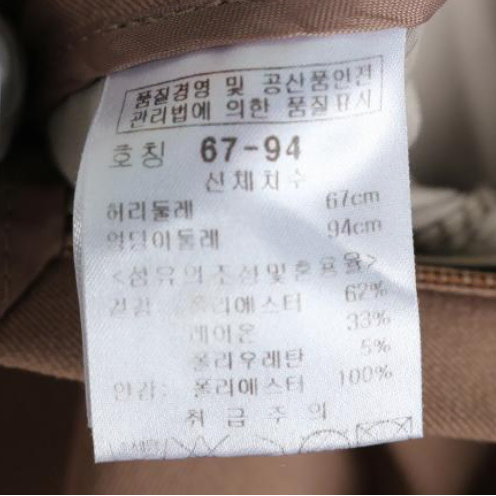 품질경영 및 공산품안전
관리법에 의한 품질표시
호칭 67-94
신체치수
허리둘레 67cm
엉덩이둘레 94cm
<섬유의조성및혼용율>
겉감: 폴리에스터 62%
레이온 33%
폴리우레탄 5%
안감: 폴리에스터 100%
취급주의